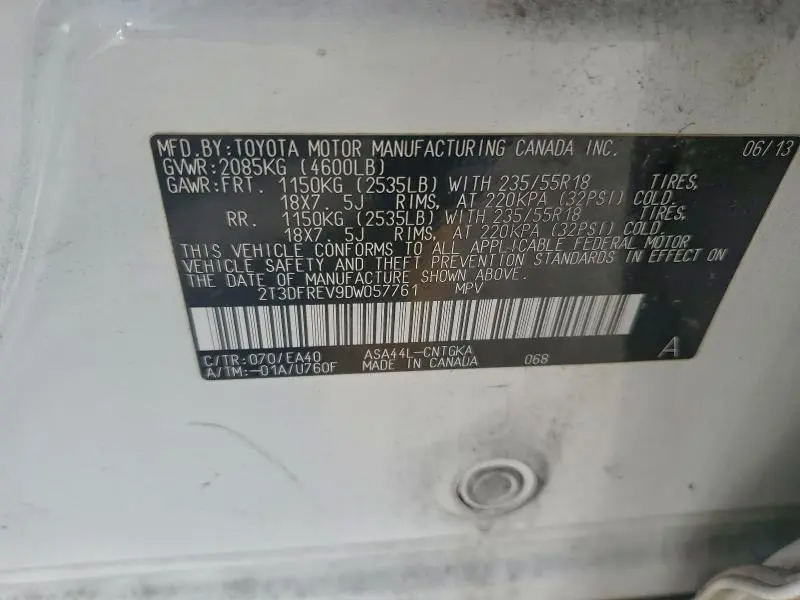 MFD.BY:TOYOTA MOTOR MANUFACTURING CANADA INC. 06/13
GVWR:2085KG (4600LB)
GAWR:FRT. 1150KG (2535LB) WITH 235/55R18 TIRES,
18X7. 5J RIMS, AT 220KPA (32PSI) COLD
RR. 1150KG (2535LB) WITH 235/55R18 TIRES,
18X7. 5J RIMS, AT 220KPA (32PSI) COLD.
THIS VEHICLE CONFORMS TO ALL APPLICABLE FEDERAL MOTOR
VEHICLE SAFETY AND THEFT PREVENTION STANDARDS IN EFFECT ON
THE DATE OF MANUFACTURE SHOWN ABOVE.
2T3DFREV9DW057761 MPV
C/TR:070/EA40 ASA44L-CNTGKA 068 A
A/TM:-01A/U760F MADE IN CANADA